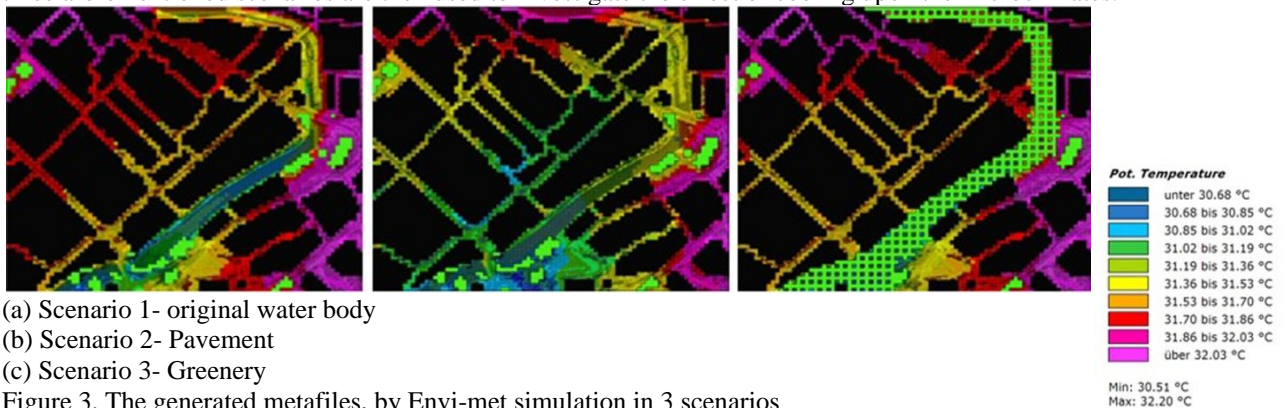 Pot. Temperature
unter 30.68 °C
30.68 bis 30.85 °C
30.85 bis 31.02 °C
31.02 bis 31.19 °C
31.19 bis 31.36 °C
31.36 bis 31.53 °C
31.53 bis 31.70 °C
31.70 bis 31.86 °C
31.86 bis 32.03 °C
über 32.03 °C
Min: 30.51 °C
Max: 32.20 °C
(a) Scenario 1- original water body
(b) Scenario 2- Pavement
(c) Scenario 3- Greenery
Figure 3. The generated metafiles, by Envi-met simulation in 3 scenarios